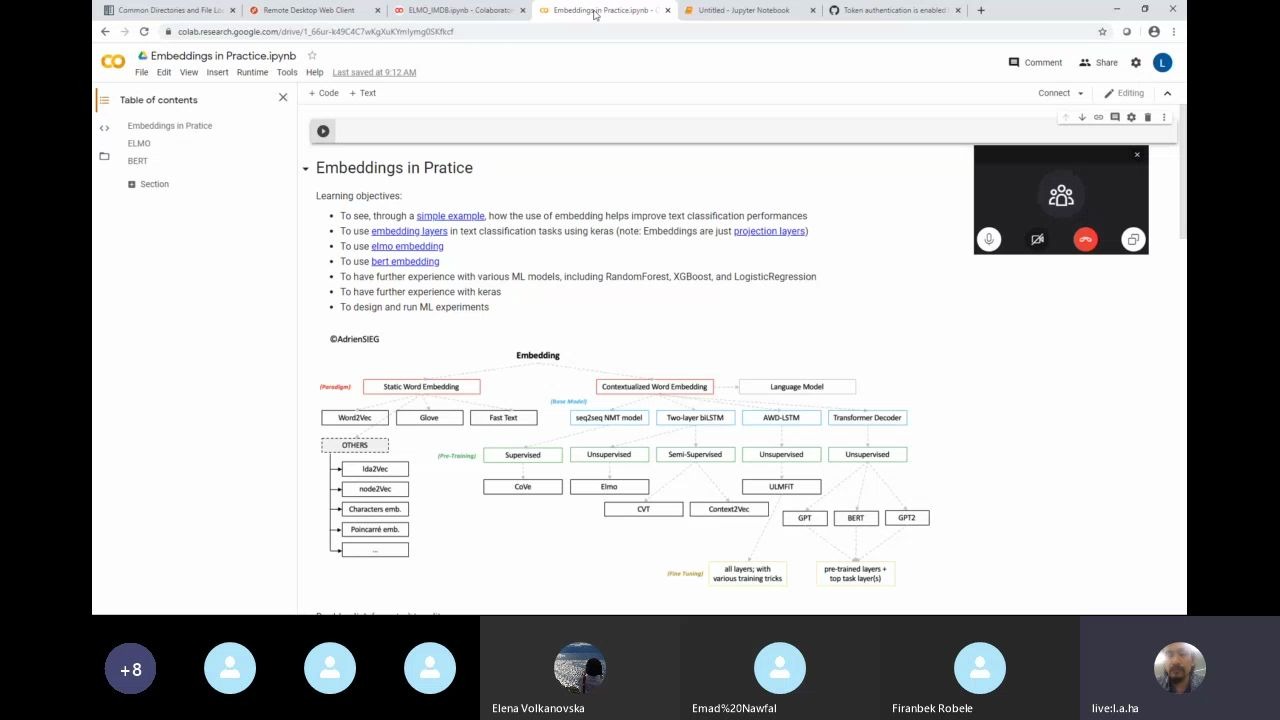 Common Directories and File Lo
Remote Desktop Web Client
ELMO_IMDB.ipynb - Colaborato
Embeddings in Practice.ipynb - C
Untitled - Jupyter Notebook
Token authentication is enabled
colab.research.google.com/drive/1_66ur-k49C4C7wKgXuKYmIymg0SKfkcf
Embeddings in Practice.ipynb
File Edit View Insert Runtime Tools Help Last saved at 9:12 AM
Comment Share L
+ Code + Text Connect Editing
Table of contents
Embeddings in Pratice
ELMO
BERT
Section
Embeddings in Pratice
Learning objectives:
• To see, through a simple example, how the use of embedding helps improve text classification performances
• To use embedding layers in text classification tasks using keras (note: Embeddings are just projection layers)
• To use elmo embedding
• To use bert embedding
• To have further experience with various ML models, including RandomForest, XGBoost, and LogisticRegression
• To have further experience with keras
• To design and run ML experiments
©AdrienSIEG
Embedding
(Paradigm) Static Word Embedding Contextualized Word Embedding Language Model
(Base Model)
Word2Vec Glove Fast Text seq2seq NMT model Two-layer biLSTM AWD-LSTM Transformer Decoder
OTHERS
(Pre-Training) Supervised Unsupervised Semi-Supervised Unsupervised Unsupervised
lda2Vec
node2Vec CoVe Elmo ULMFiT
Characters emb. CVT Context2Vec
GPT BERT GPT2
Poincarré emb.
...
(Fine Tuning) all layers; with
various training tricks
pre-trained layers +
top task layer(s)
+8
Elena Volkanovska
Emad%20Nawfal
Firanbek Robele
live:l.a.ha